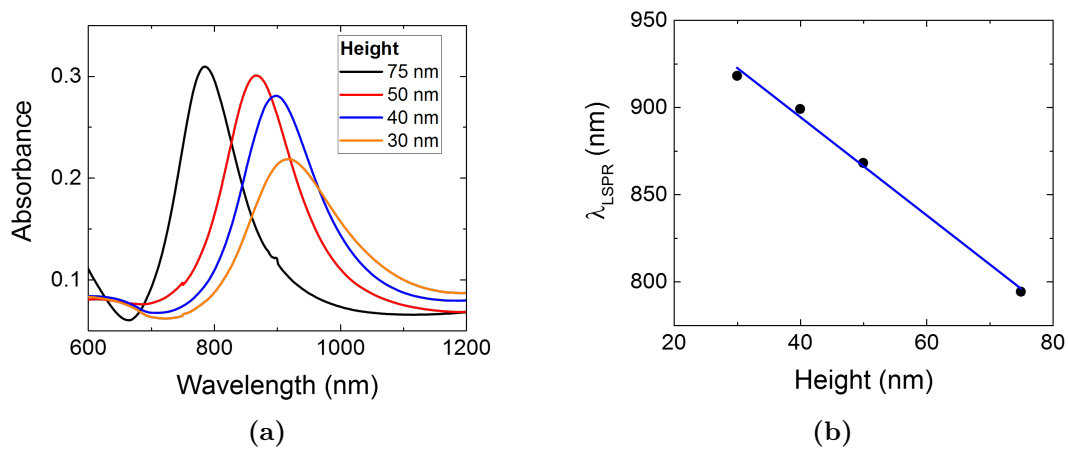 Absorbance
0.3
0.2
0.1
600
800
1000
1200
Wavelength (nm)
Height
75 nm
50 nm
40 nm
30 nm
(a)
λLSPR (nm)
950
900
850
800
20
40
60
80
Height (nm)
(b)